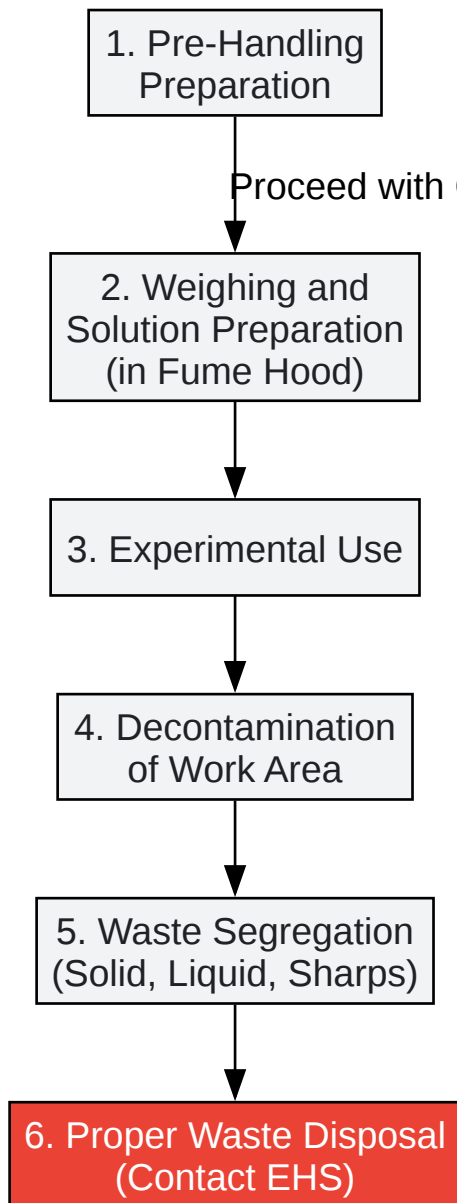 1. Pre-Handling
Preparation
Proceed with
2. Weighing and
Solution Preparation
(in Fume Hood)
3. Experimental Use
4. Decontamination
of Work Area
5. Waste Segregation
(Solid, Liquid, Sharps)
6. Proper Waste Disposal
(Contact EHS)